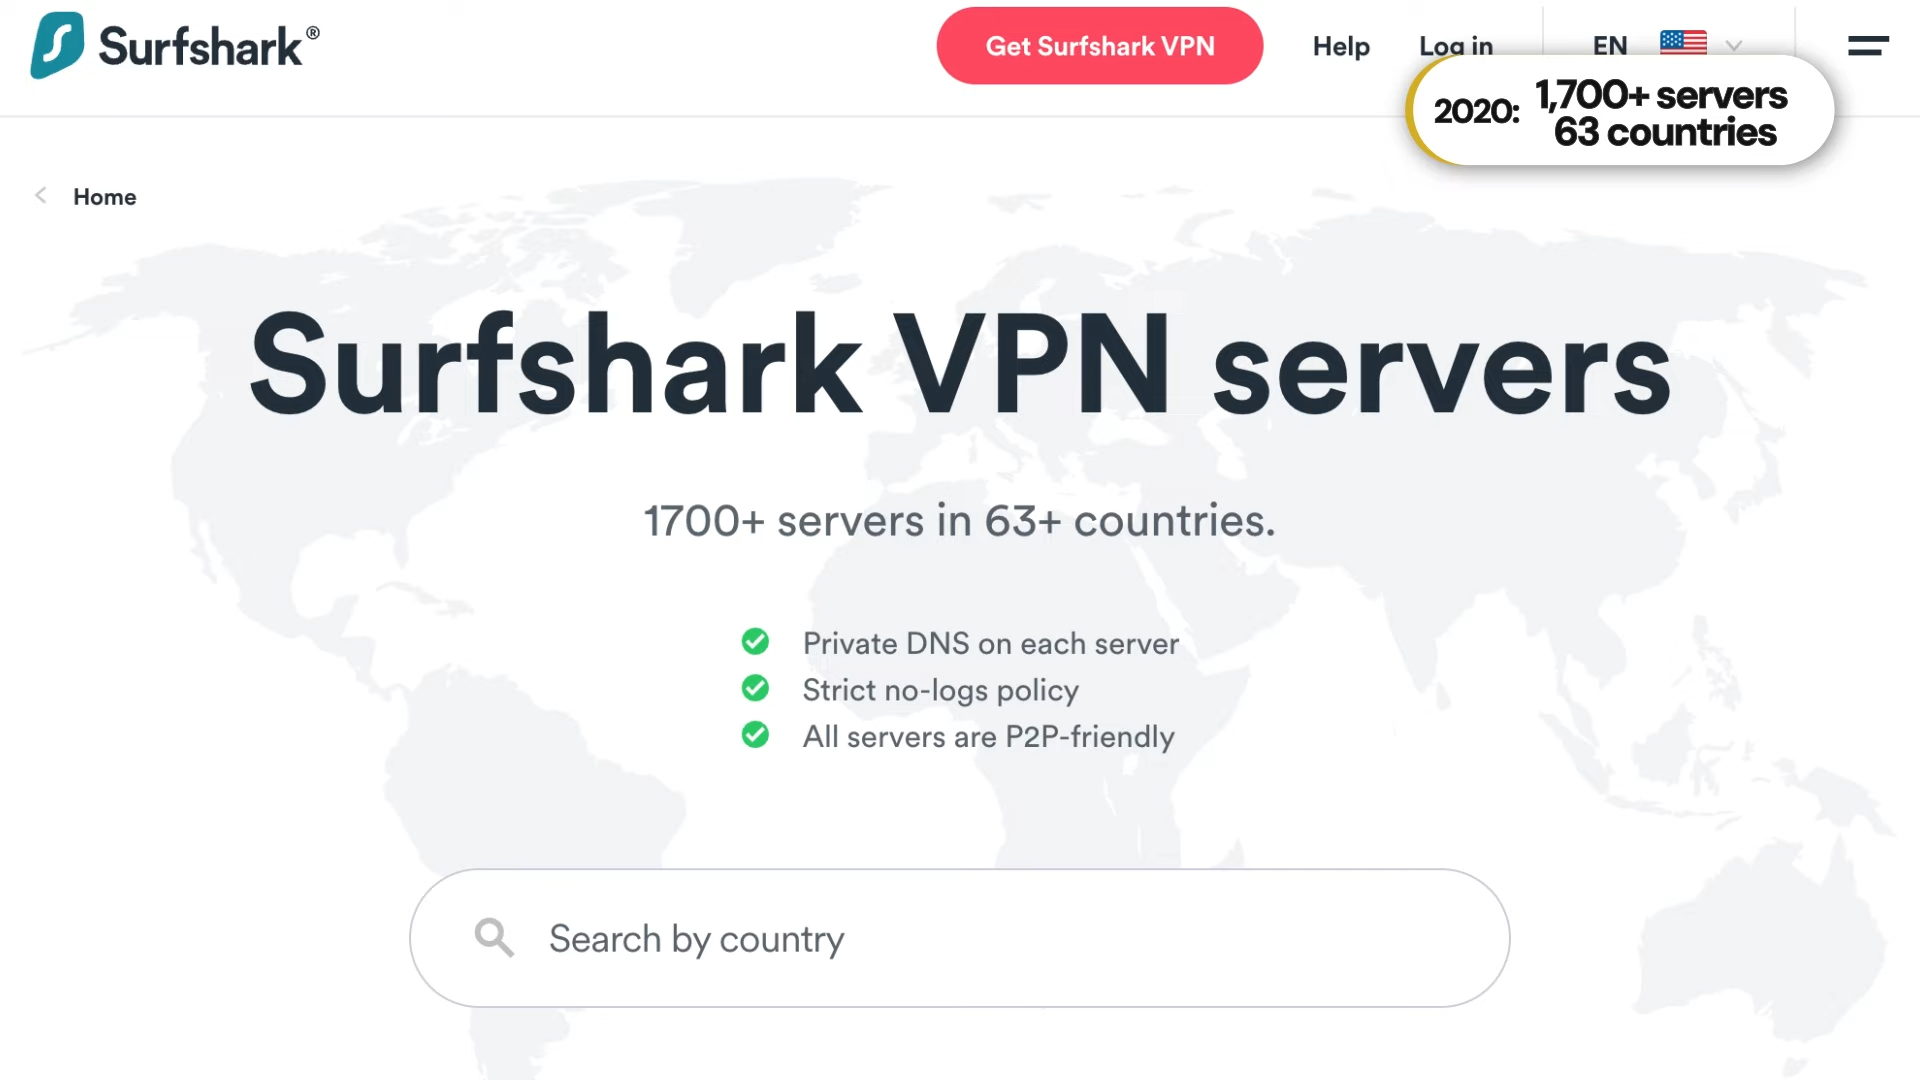 Surfshark®
Get Surfshark VPN
Help
Log in
EN
2020:
1,700+ servers
63 countries
Home
Surfshark VPN servers
1700+ servers in 63+ countries.
Private DNS on each server
Strict no-logs policy
All servers are P2P-friendly
Search by country